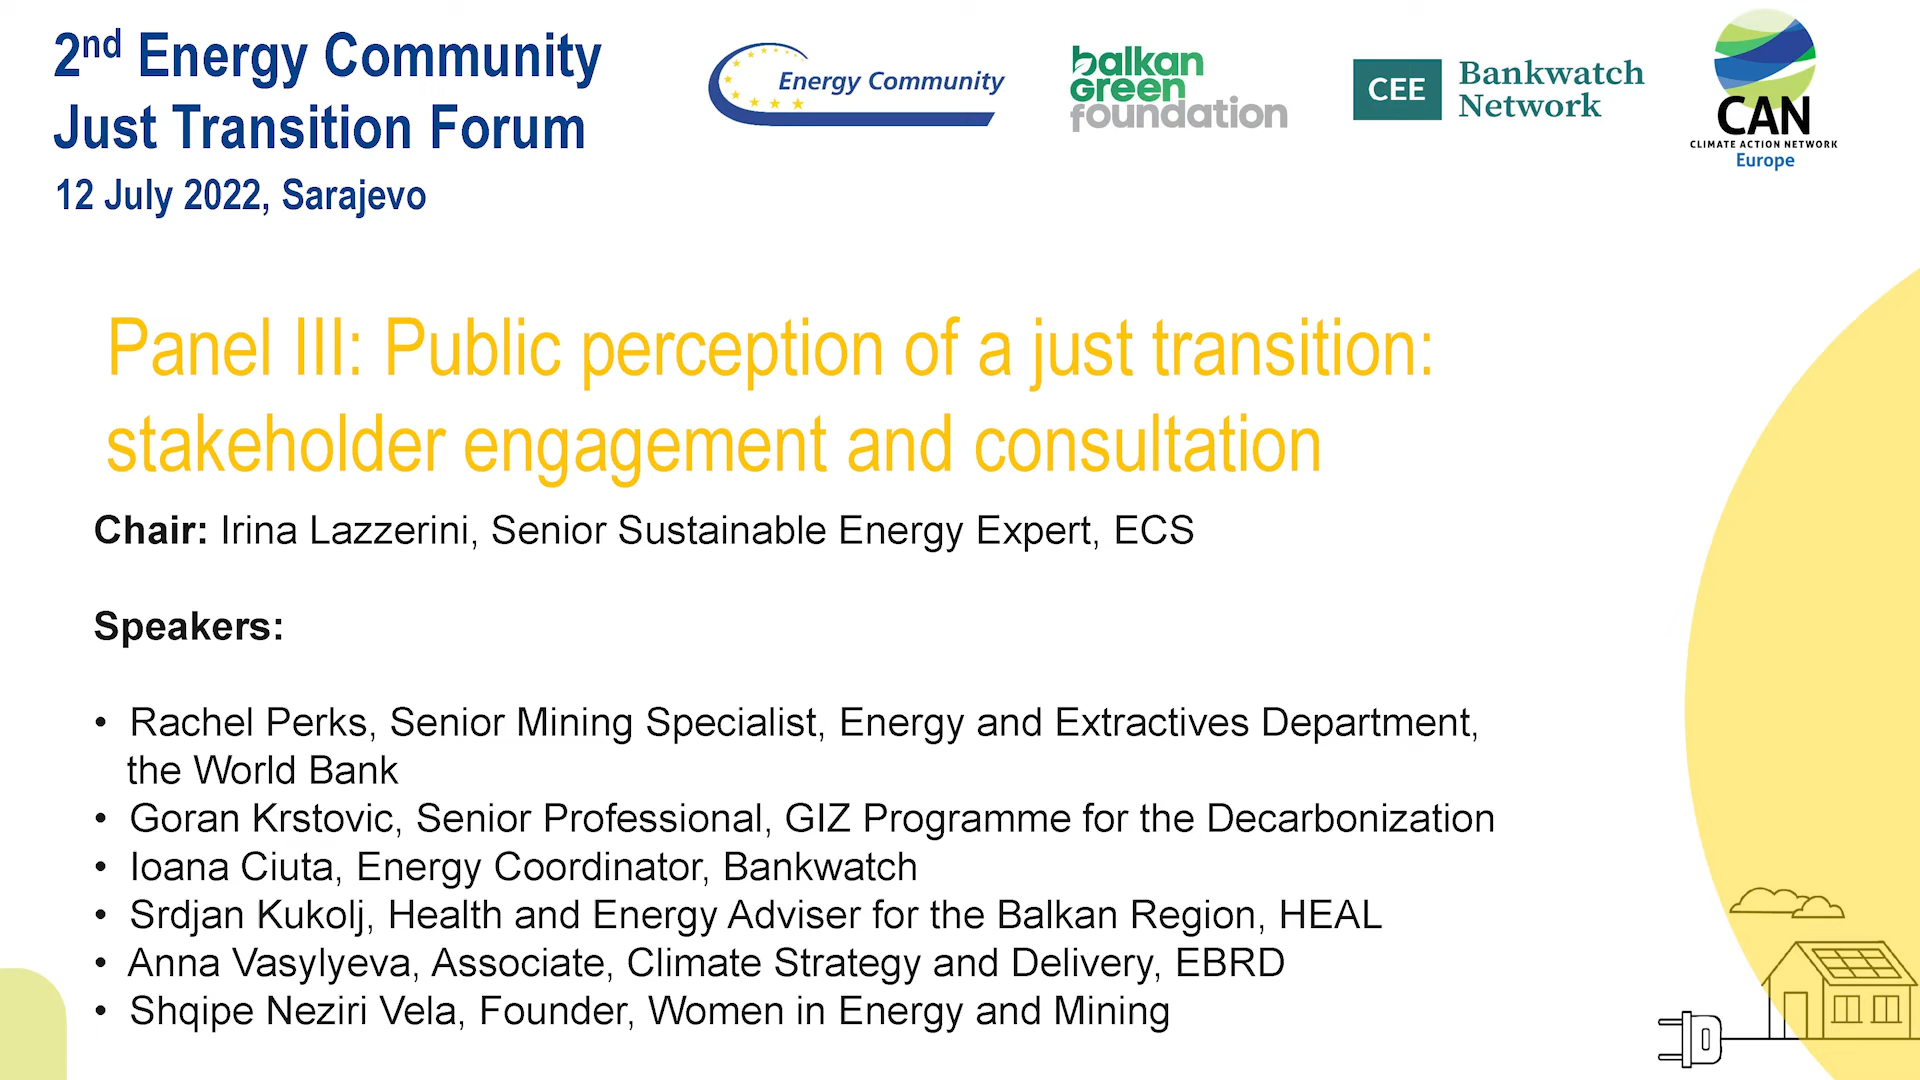 2nd Energy Community
Just Transition Forum
12 July 2022, Sarajevo
Energy Community
balkan
green
foundation
CEE
Bankwatch
Network
CAN
CLIMATE ACTION NETWORK
Europe
Panel III: Public perception of a just transition:
stakeholder engagement and consultation
Chair: Irina Lazzerini, Senior Sustainable Energy Expert, ECS
Speakers:
• Rachel Perks, Senior Mining Specialist, Energy and Extractives Department,
the World Bank
• Goran Krstovic, Senior Professional, GIZ Programme for the Decarbonization
• Ioana Ciuta, Energy Coordinator, Bankwatch
• Srdjan Kukolj, Health and Energy Adviser for the Balkan Region, HEAL
• Anna Vasylyeva, Associate, Climate Strategy and Delivery, EBRD
• Shqipe Neziri Vela, Founder, Women in Energy and Mining